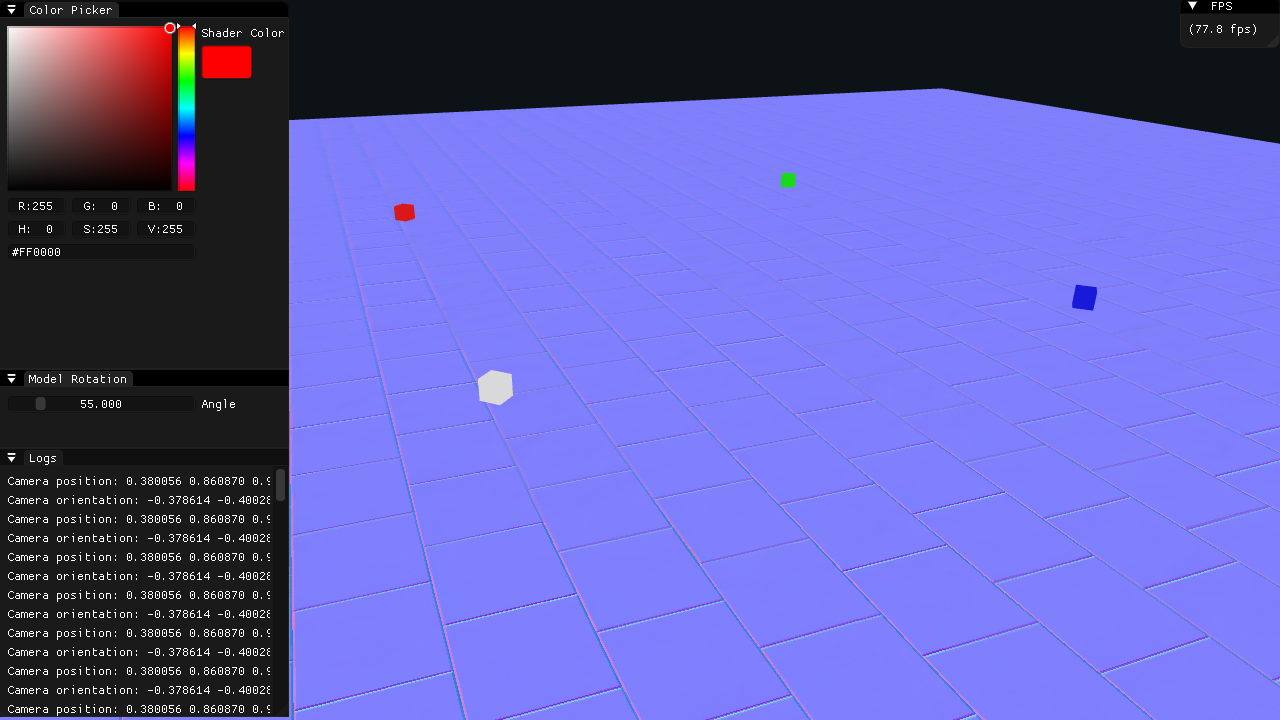 Color Picker
Shader Color
R:255 G: 0 B: 0
H: 0 S:255 V:255
#FF0000
Model Rotation
55.000 Angle
Logs
Camera position: 0.380056 0.860870 0.9
Camera orientation: -0.378614 -0.40028
Camera position: 0.380056 0.860870 0.9
Camera orientation: -0.378614 -0.40028
Camera position: 0.380056 0.860870 0.9
Camera orientation: -0.378614 -0.40028
Camera position: 0.380056 0.860870 0.9
Camera orientation: -0.378614 -0.40028
Camera position: 0.380056 0.860870 0.9
Camera orientation: -0.378614 -0.40028
Camera position: 0.380056 0.860870 0.9
Camera orientation: -0.378614 -0.40028
Camera position: 0.380056 0.860870 0.9
FPS
(77.8 fps)